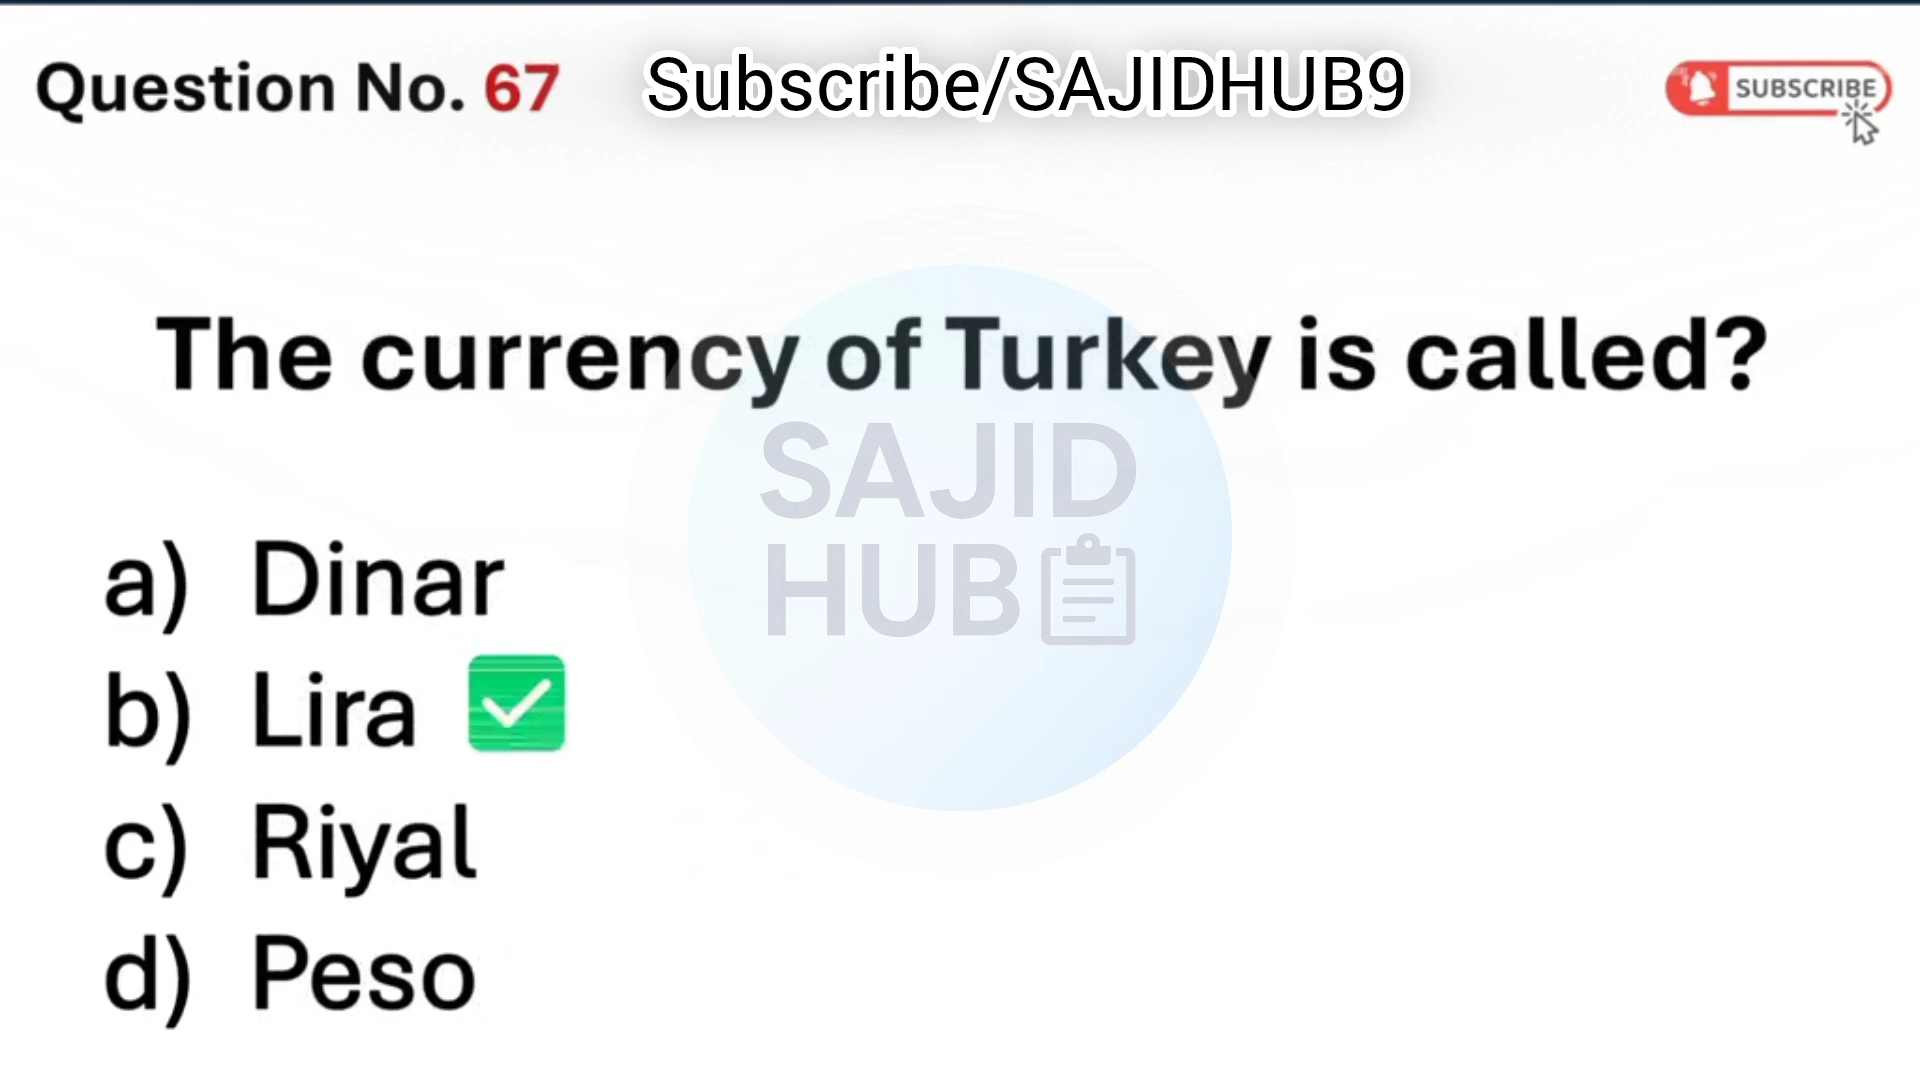 Question No. 67 Subscribe/SAJIDHUB9 SUBSCRIBE
The currency of Turkey is called?
SAJID
HUB
a) Dinar
b) Lira
c) Riyal
d) Peso